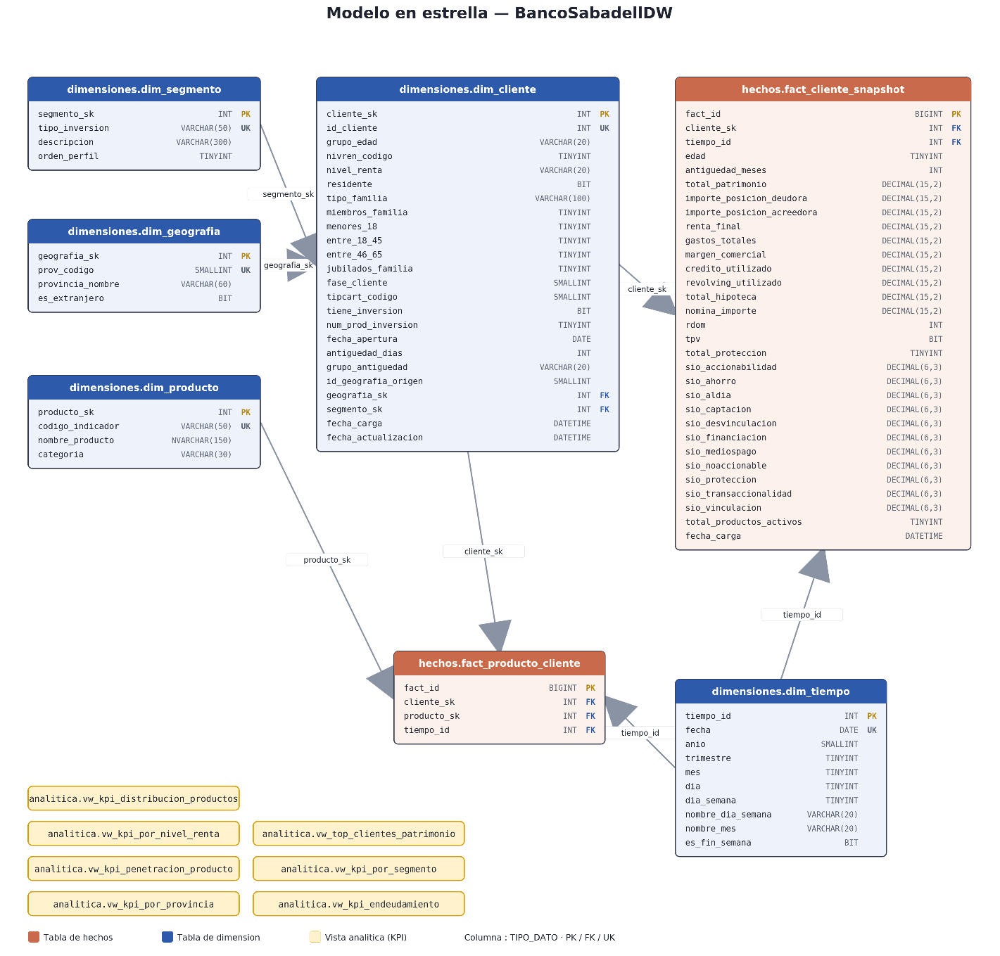 Modelo en estrella — BancoSabadellDW
dimensiones.dim_segmento
segmento_sk INT PK
tipo_inversion VARCHAR(50) UK
descripcion VARCHAR(300)
orden_perfil TINYINT
segmento_sk
dimensiones.dim_geografia
geografia_sk INT PK
prov_codigo SMALLINT UK
provincia_nombre VARCHAR(60)
es_extranjero BIT
geografia_sk
dimensiones.dim_producto
producto_sk INT PK
codigo_indicador VARCHAR(50) UK
nombre_producto NVARCHAR(150)
categoria VARCHAR(30)
producto_sk
dimensiones.dim_cliente
cliente_sk INT PK
id_cliente INT UK
grupo_edad VARCHAR(20)
nivren_codigo TINYINT
nivel_renta VARCHAR(20)
residente BIT
tipo_familia VARCHAR(100)
miembros_familia TINYINT
menores_18 TINYINT
entre_18_45 TINYINT
entre_46_65 TINYINT
jubilados_familia TINYINT
fase_cliente SMALLINT
tipcart_codigo SMALLINT
tiene_inversion BIT
num_prod_inversion TINYINT
fecha_apertura DATE
antiguedad_dias INT
grupo_antiguedad VARCHAR(20)
id_geografia_origen SMALLINT
geografia_sk INT FK
segmento_sk INT FK
fecha_carga DATETIME
fecha_actualizacion DATETIME
cliente_sk
cliente_sk
hechos.fact_cliente_snapshot
fact_id BIGINT PK
cliente_sk INT FK
tiempo_id INT FK
edad TINYINT
antiguedad_meses INT
total_patrimonio DECIMAL(15,2)
importe_posicion_deudora DECIMAL(15,2)
importe_posicion_acreedora DECIMAL(15,2)
renta_final DECIMAL(15,2)
gastos_totales DECIMAL(15,2)
margen_comercial DECIMAL(15,2)
credito_utilizado DECIMAL(15,2)
revolving_utilizado DECIMAL(15,2)
total_hipoteca DECIMAL(15,2)
nomina_importe DECIMAL(15,2)
rdom INT
tpv BIT
total_proteccion TINYINT
sio_accionabilidad DECIMAL(6,3)
sio_ahorro DECIMAL(6,3)
sio_aldia DECIMAL(6,3)
sio_captacion DECIMAL(6,3)
sio_desvinculacion DECIMAL(6,3)
sio_financiacion DECIMAL(6,3)
sio_mediospago DECIMAL(6,3)
sio_noaccionable DECIMAL(6,3)
sio_proteccion DECIMAL(6,3)
sio_transaccionalidad DECIMAL(6,3)
sio_vinculacion DECIMAL(6,3)
total_productos_activos TINYINT
fecha_carga DATETIME
tiempo_id
hechos.fact_producto_cliente
fact_id BIGINT PK
cliente_sk INT FK
producto_sk INT FK
tiempo_id INT FK
tiempo_id
dimensiones.dim_tiempo
tiempo_id INT PK
fecha DATE UK
anio SMALLINT
trimestre TINYINT
mes TINYINT
dia TINYINT
dia_semana TINYINT
nombre_dia_semana VARCHAR(20)
nombre_mes VARCHAR(20)
es_fin_semana BIT
analitica.vw_kpi_distribucion_productos
analitica.vw_kpi_por_nivel_renta
analitica.vw_top_clientes_patrimonio
analitica.vw_kpi_penetracion_producto
analitica.vw_kpi_por_segmento
analitica.vw_kpi_por_provincia
analitica.vw_kpi_endeudamiento
Tabla de hechos
Tabla de dimension
Vista analitica (KPI)
Columna : TIPO_DATO · PK / FK / UK